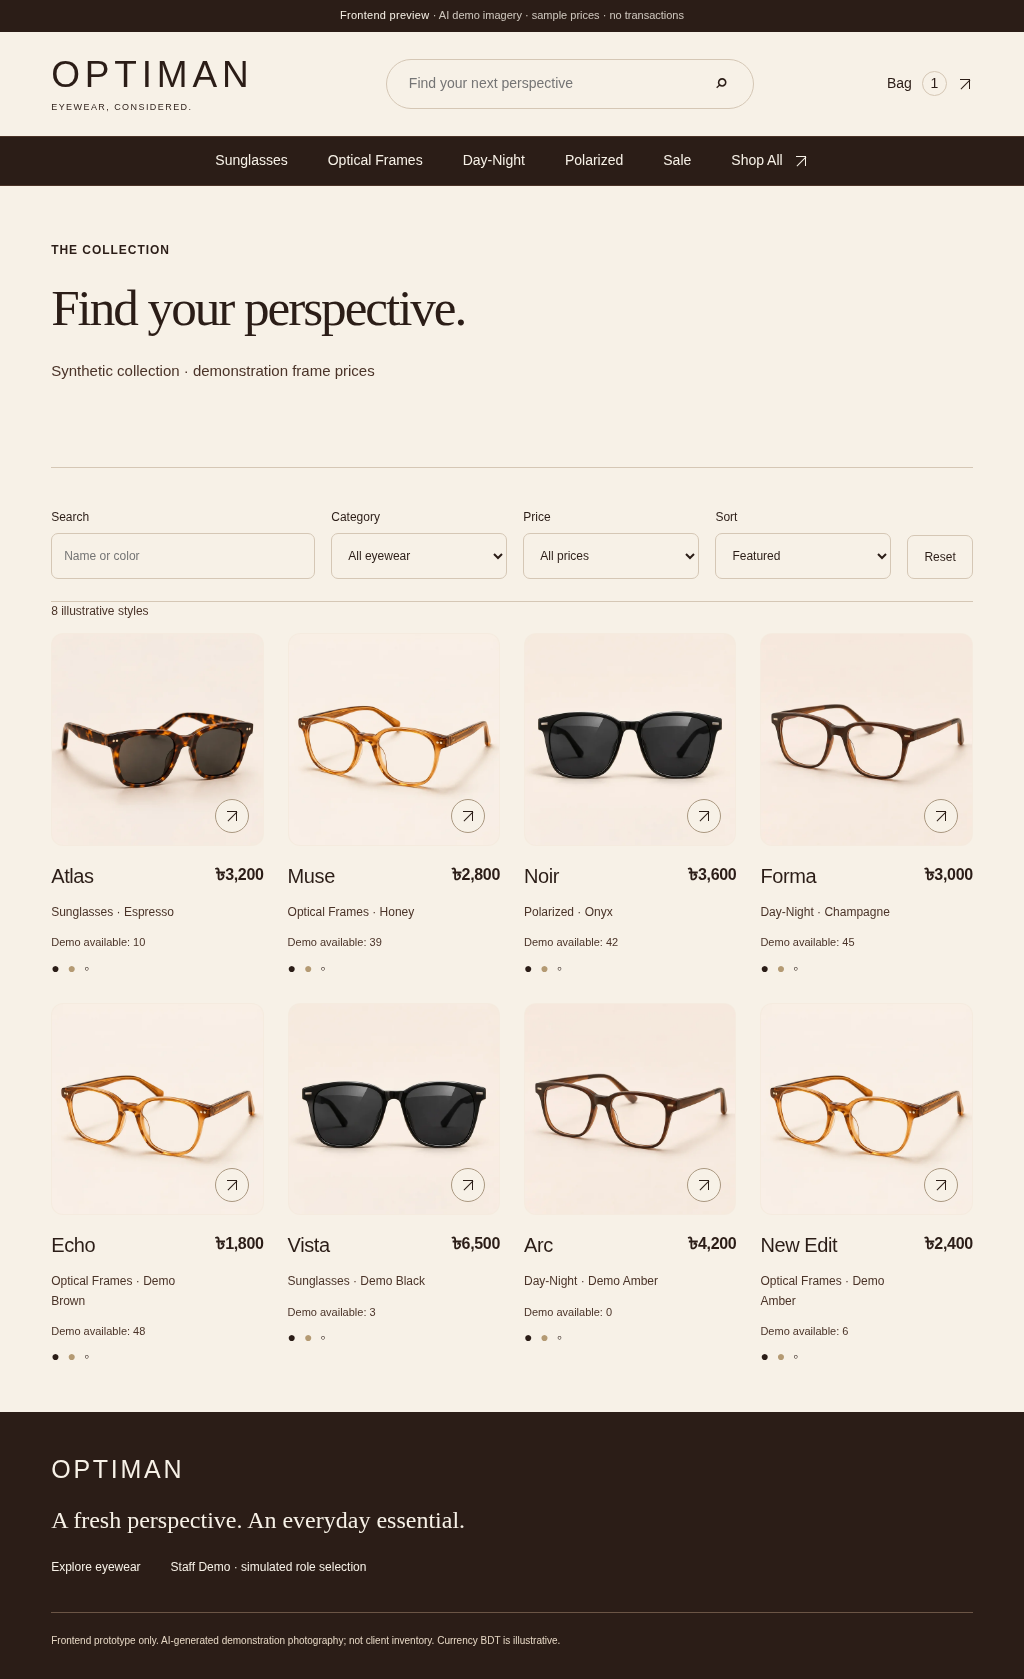 Frontend preview · AI demo imagery · sample prices · no transactions
OPTIMAN
EYEWEAR, CONSIDERED.
Find your next perspective
Bag 1
Sunglasses Optical Frames Day-Night Polarized Sale Shop All
THE COLLECTION
Find your perspective.
Synthetic collection · demonstration frame prices
Search Category Price Sort
Name or color All eyewear All prices Featured Reset
8 illustrative styles
Atlas ৳3,200 Muse ৳2,800 Noir ৳3,600 Forma ৳3,000
Sunglasses · Espresso Optical Frames · Honey Polarized · Onyx Day-Night · Champagne
Demo available: 10 Demo available: 39 Demo available: 42 Demo available: 45
Echo ৳1,800 Vista ৳6,500 Arc ৳4,200 New Edit ৳2,400
Optical Frames · Demo Brown Sunglasses · Demo Black Day-Night · Demo Amber Optical Frames · Demo Amber
Demo available: 48 Demo available: 3 Demo available: 0 Demo available: 6
OPTIMAN
A fresh perspective. An everyday essential.
Explore eyewear Staff Demo · simulated role selection
Frontend prototype only. AI-generated demonstration photography; not client inventory. Currency BDT is illustrative.